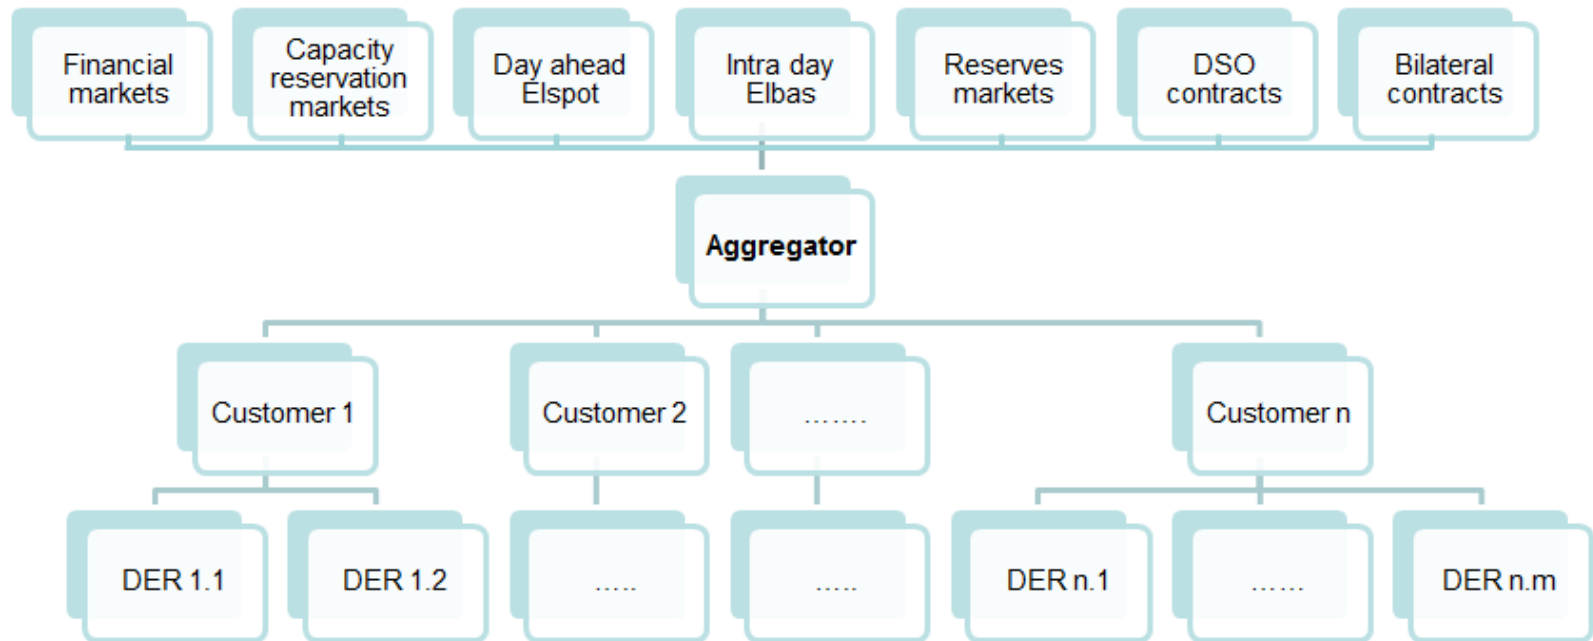 Financial
markets
Capacity
reservation
markets
Day ahead
Elspot
Intra day
Elbas
Reserves
markets
DSO
contracts
Bilateral
contracts
Aggregator
Customer 1
Customer 2
…….
Customer n
DER 1.1
DER 1.2
…..
…..
DER n.1
……
DER n.m